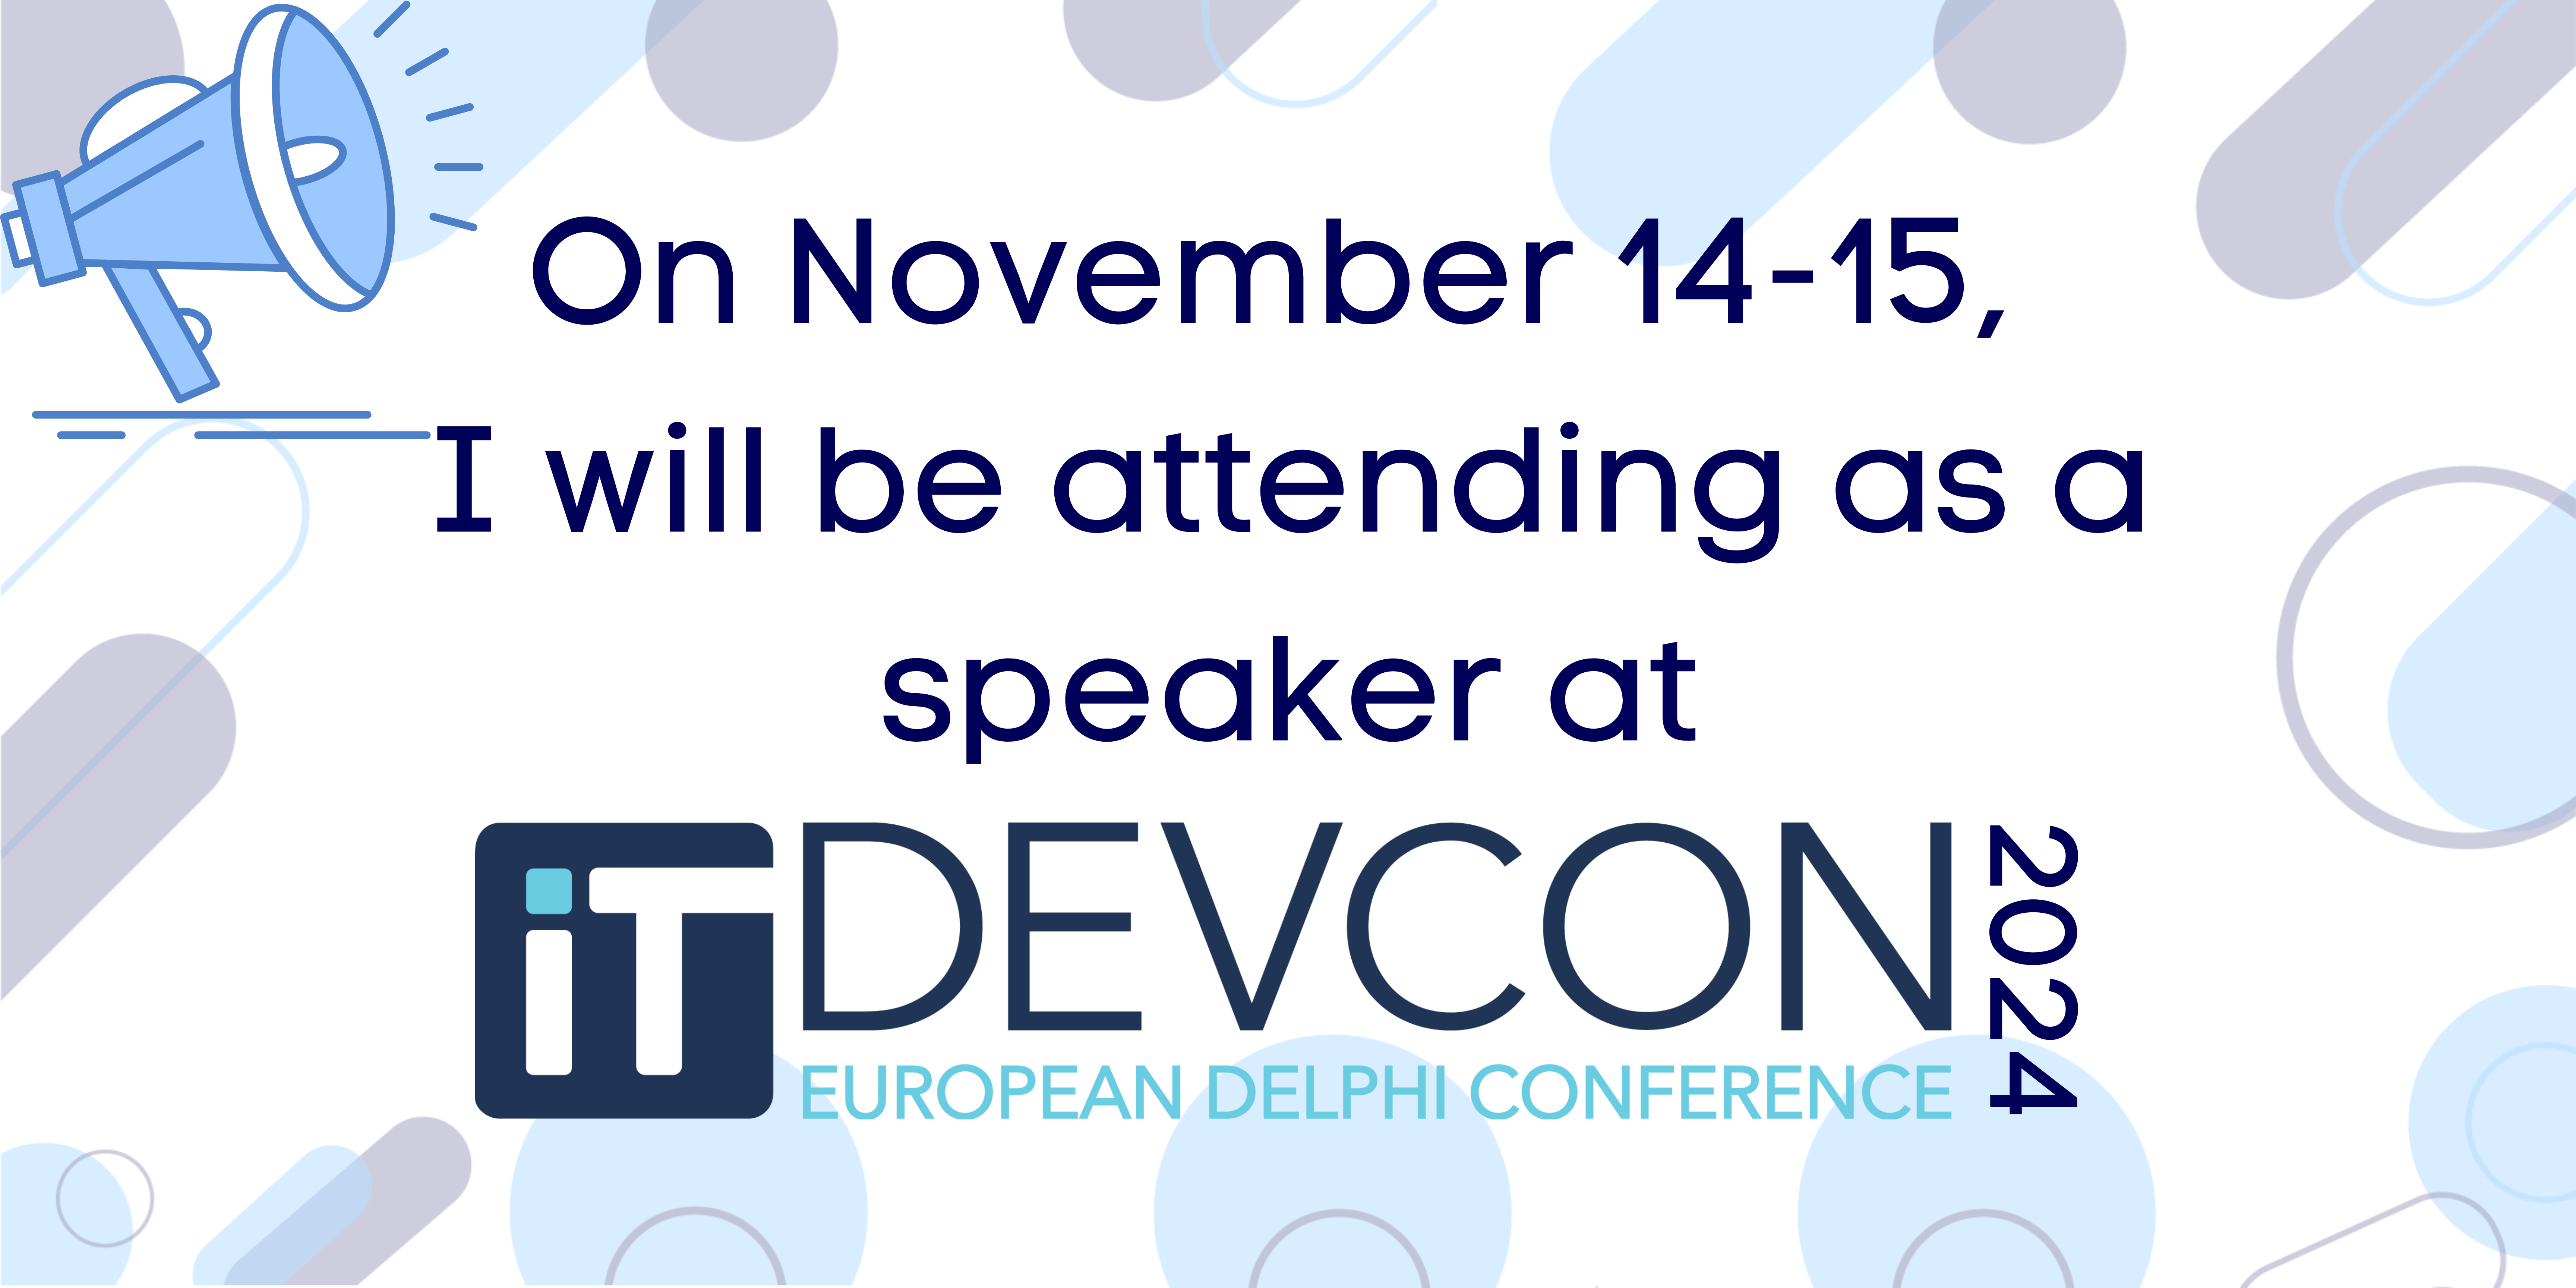 On November 14-15,
I will be attending as a
speaker at
iT DEVCON 2024
EUROPEAN DELPHI CONFERENCE